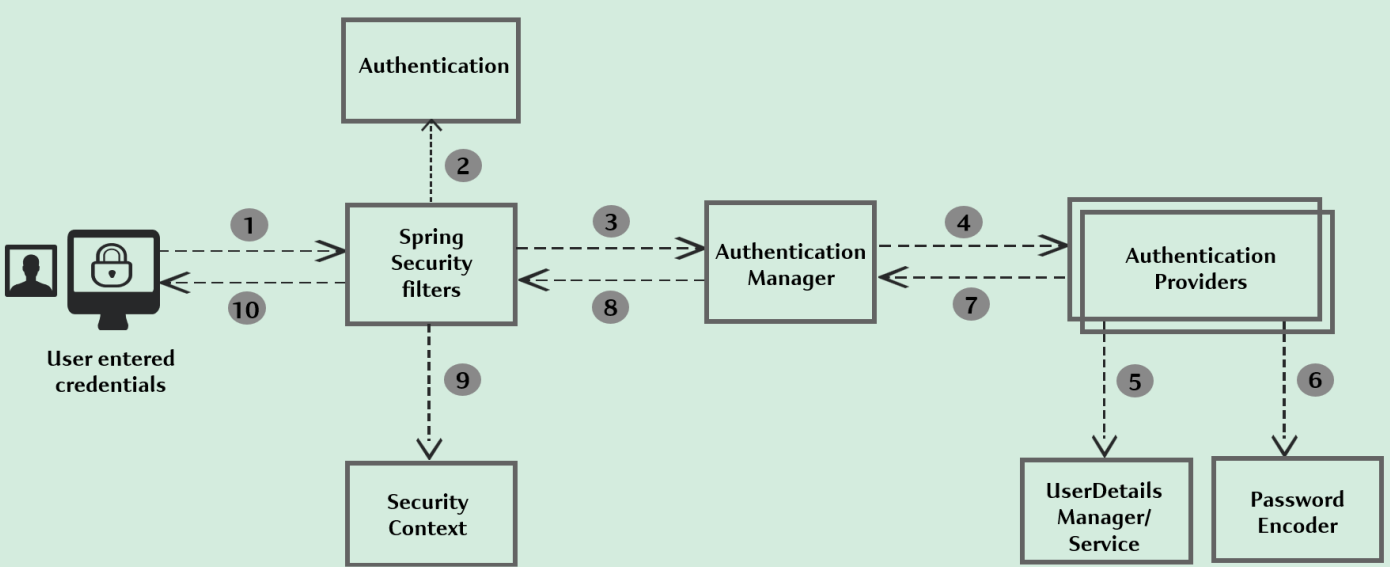 Authentication
2
1
Spring
Security
filters
3
Authentication
Manager
4
Authentication
Providers
10
8
7
User entered
credentials
9
5
6
Security
Context
UserDetails
Manager/
Service
Password
Encoder